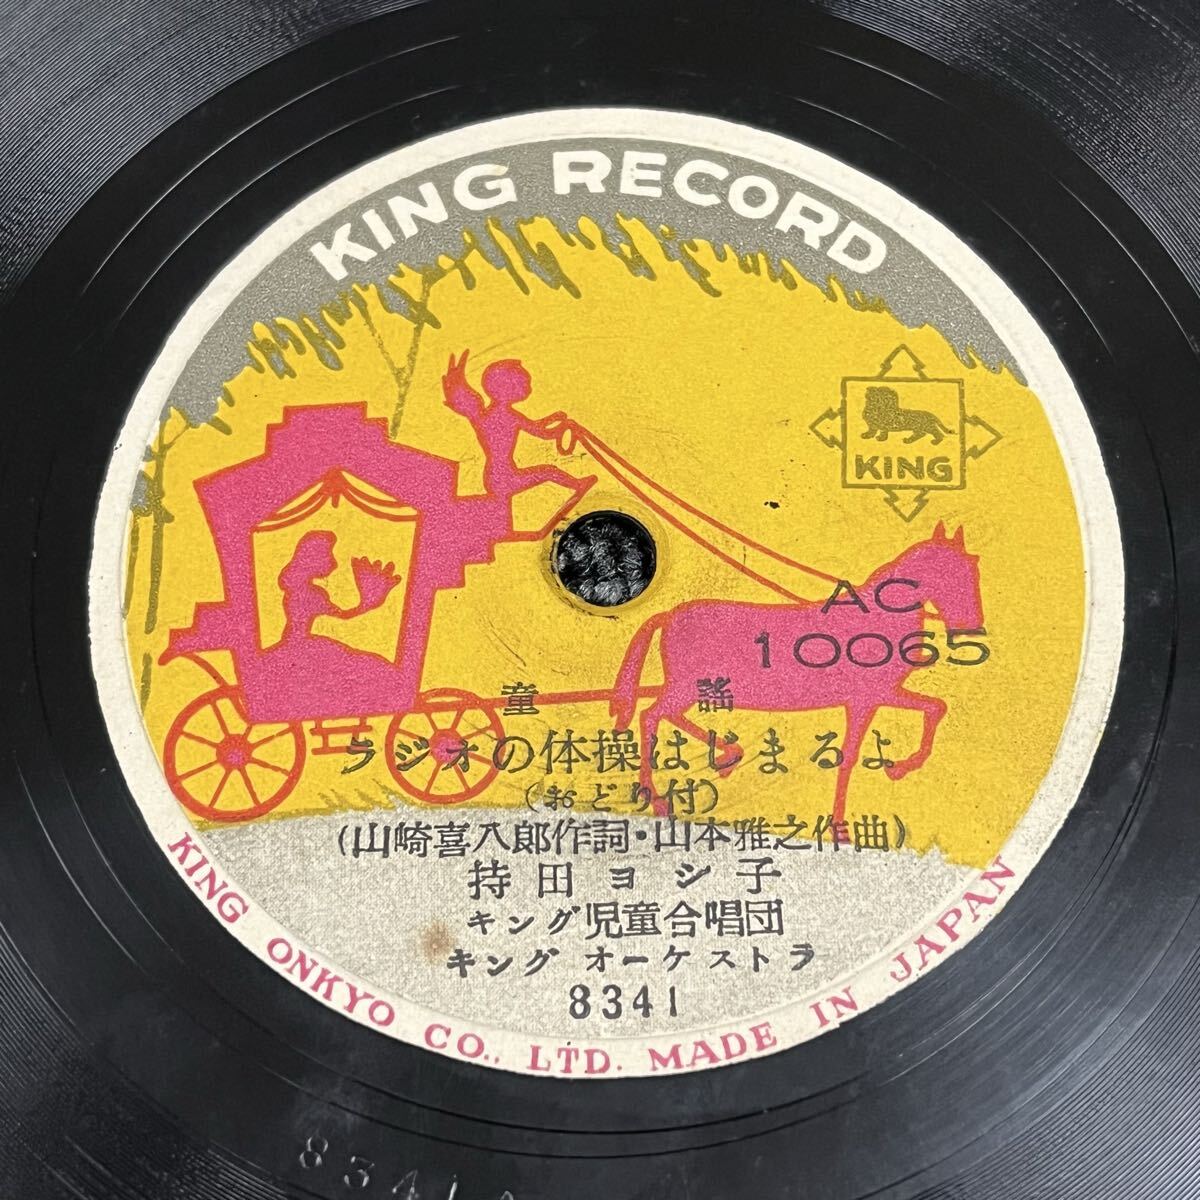 KING RECORD
KING
AC
10065
童謡
ラジオの体操はじまるよ
(おどり付)
(山崎喜八郎作詞・山本雅之作曲)
持田ヨシ子
キング児童合唱団
キング オーケストラ
8341
KING ONKYO CO., LTD. MADE IN JAPAN
8341A